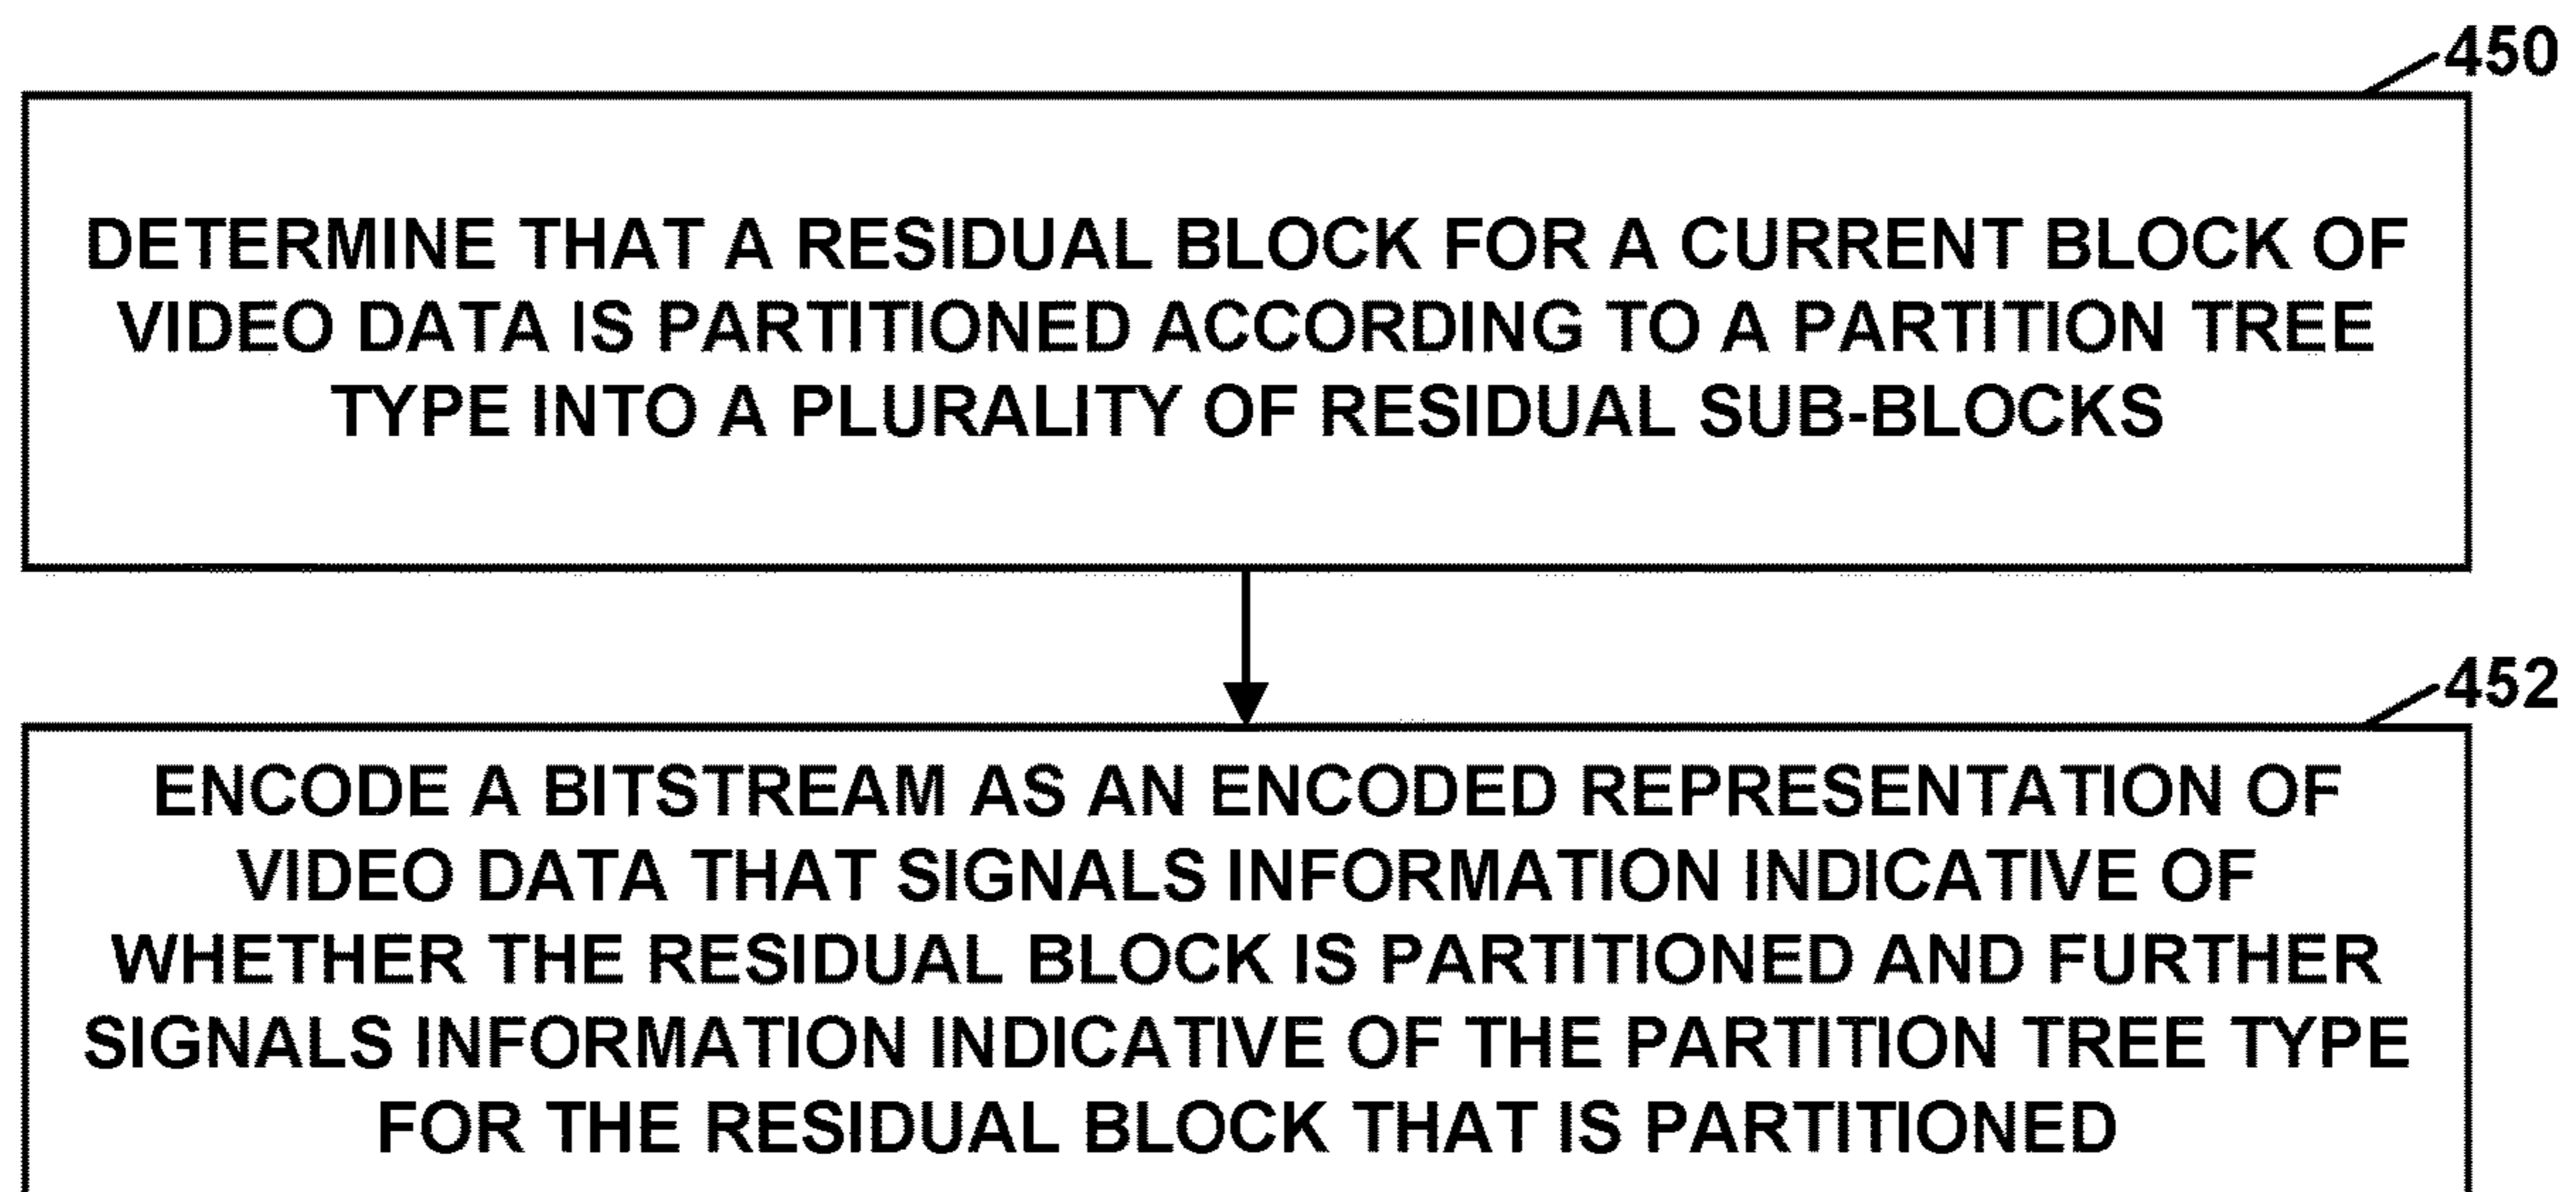 450
DETERMINE THAT A RESIDUAL BLOCK FOR A CURRENT BLOCK OF
VIDEO DATA IS PARTITIONED ACCORDING TO A PARTITION TREE
TYPE INTO A PLURALITY OF RESIDUAL SUB-BLOCKS
452
ENCODE A BITSTREAM AS AN ENCODED REPRESENTATION OF
VIDEO DATA THAT SIGNALS INFORMATION INDICATIVE OF
WHETHER THE RESIDUAL BLOCK IS PARTITIONED AND FURTHER
SIGNALS INFORMATION INDICATIVE OF THE PARTITION TREE TYPE
FOR THE RESIDUAL BLOCK THAT IS PARTITIONED